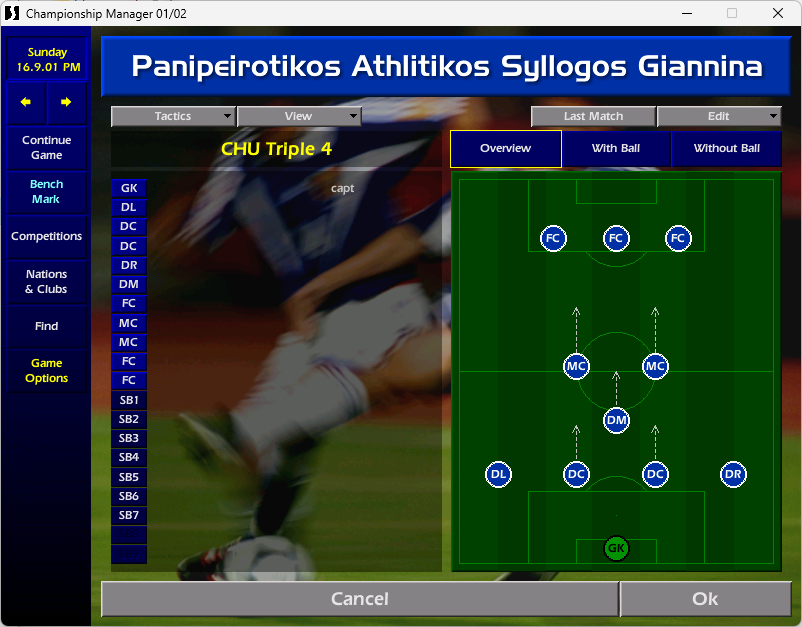 Championship Manager 01/02
Sunday
16.9.01 PM
Continue
Game
Bench
Mark
Competitions
Nations
& Clubs
Find
Game
Options
Panipeirotikos Athlitikos Syllogos Giannina
Tactics
View
Last Match
Edit
CHU Triple 4
Overview
With Ball
Without Ball
GK capt
DL
DC
DC
DR
DM
FC
MC
MC
FC
FC
SB1
SB2
SB3
SB4
SB5
SB6
SB7
FC FC FC
MC MC
DM
DL DC DC DR
GK
Cancel
Ok